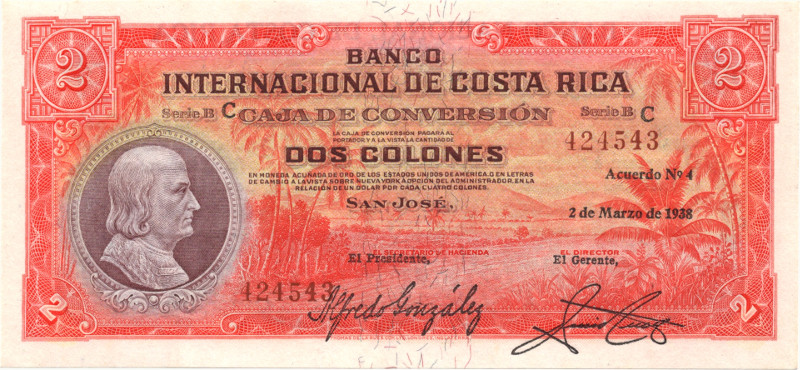 2 BANCO 2
INTERNACIONAL DE COSTA RICA
Serie B C CAJA DE CONVERSIÓN Serie B C
LA CAJA DE CONVERSION PAGARA AL
PORTADOR Y A LA VISTA LA CANTIDAD DE
424543
DOS COLONES
EN MONEDA ACUÑADA DE ORO DE LOS ESTADOS UNIDOS DE AMERICA, O EN LETRAS
DE CAMBIO A LA VISTA SOBRE NUEVA YORK A OPCION DEL ADMINISTRADOR, EN LA
RELACION DE UN DOLAR POR CADA CUATRO COLONES.
Acuerdo Nº 4
SAN JOSÉ,
2 de Marzo de 1938
EL SECRETARIO DE HACIENDA EL DIRECTOR
El Presidente, El Gerente,
424543
Alfredo González
2 2